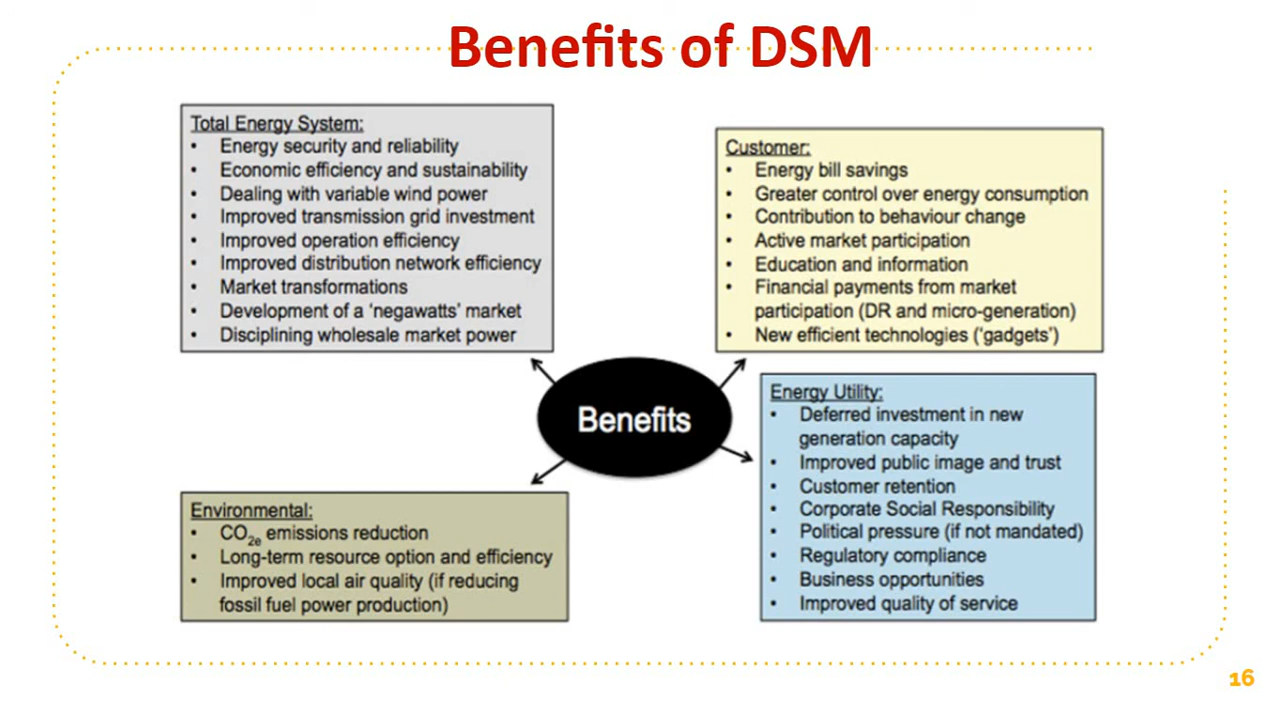 Benefits of DSM
Total Energy System:
• Energy security and reliability
• Economic efficiency and sustainability
• Dealing with variable wind power
• Improved transmission grid investment
• Improved operation efficiency
• Improved distribution network efficiency
• Market transformations
• Development of a ‘negawatts’ market
• Disciplining wholesale market power
Customer:
• Energy bill savings
• Greater control over energy consumption
• Contribution to behaviour change
• Active market participation
• Education and information
• Financial payments from market
participation (DR and micro-generation)
• New efficient technologies (‘gadgets’)
Benefits
Energy Utility:
• Deferred investment in new
generation capacity
• Improved public image and trust
• Customer retention
• Corporate Social Responsibility
• Political pressure (if not mandated)
• Regulatory compliance
• Business opportunities
• Improved quality of service
Environmental:
• CO2e emissions reduction
• Long-term resource option and efficiency
• Improved local air quality (if reducing
fossil fuel power production)
16